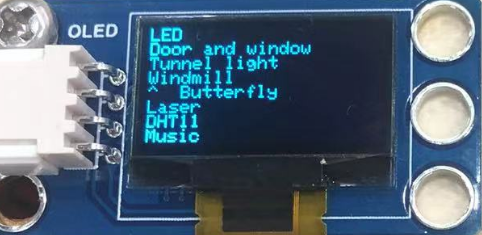 OLED
LED
Door and window
Tunnel light
Windmill
^ Butterfly
Laser
DHT11
Music